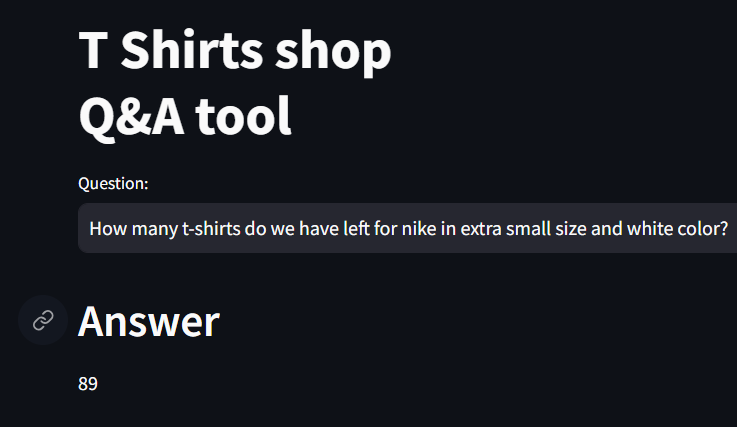 T Shirts shop
Q&A tool
Question:
How many t-shirts do we have left for nike in extra small size and white color?
Answer
89